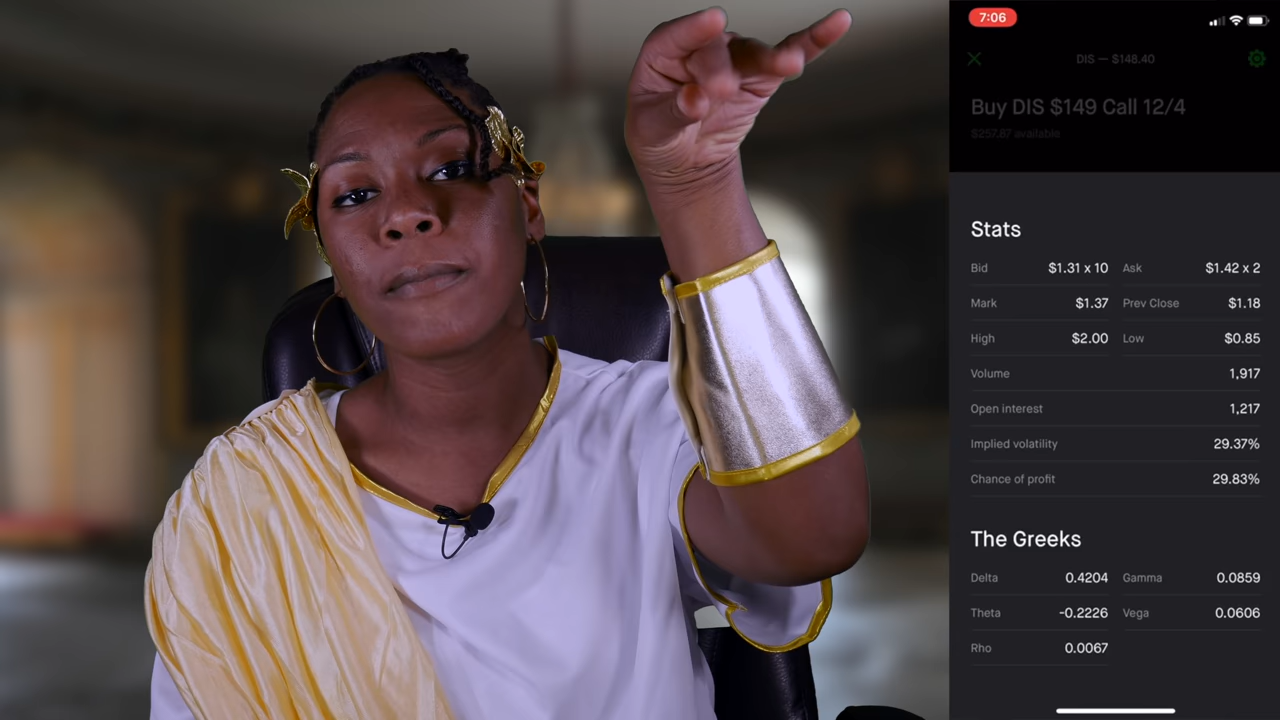 7:06
DIS — $148.40
Buy DIS $149 Call 12/4
$257.87 available
Stats
Bid $1.31 x 10 Ask $1.42 x 2
Mark $1.37 Prev Close $1.18
High $2.00 Low $0.85
Volume 1,917
Open interest 1,217
Implied volatility 29.37%
Chance of profit 29.83%
The Greeks
Delta 0.4204 Gamma 0.0859
Theta -0.2226 Vega 0.0606
Rho 0.0067